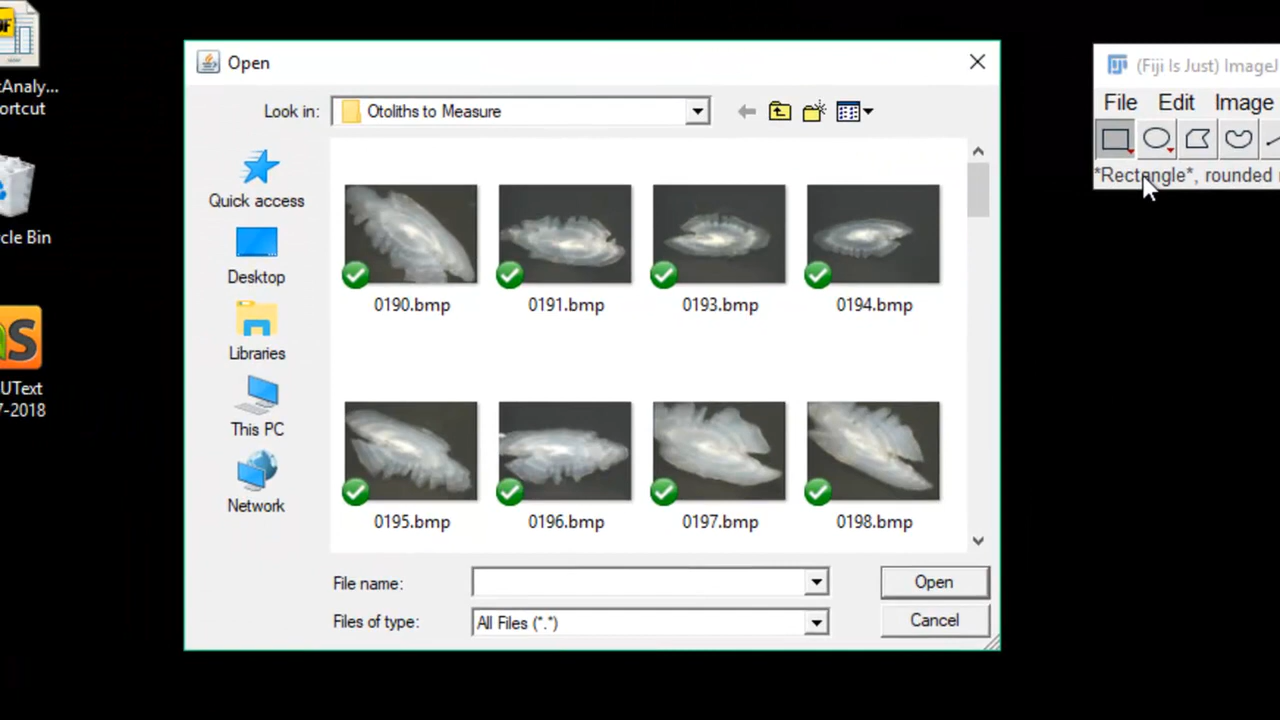 Open
Look in: Otoliths to Measure
Quick access
Desktop
Libraries
This PC
Network
0190.bmp 0191.bmp 0193.bmp 0194.bmp
0195.bmp 0196.bmp 0197.bmp 0198.bmp
File name: Open
Files of type: All Files (*.*) Cancel
(Fiji Is Just) ImageJ
File Edit Image
*Rectangle*, rounded
tAnaly...
ortcut
cle Bin
UText
7-2018